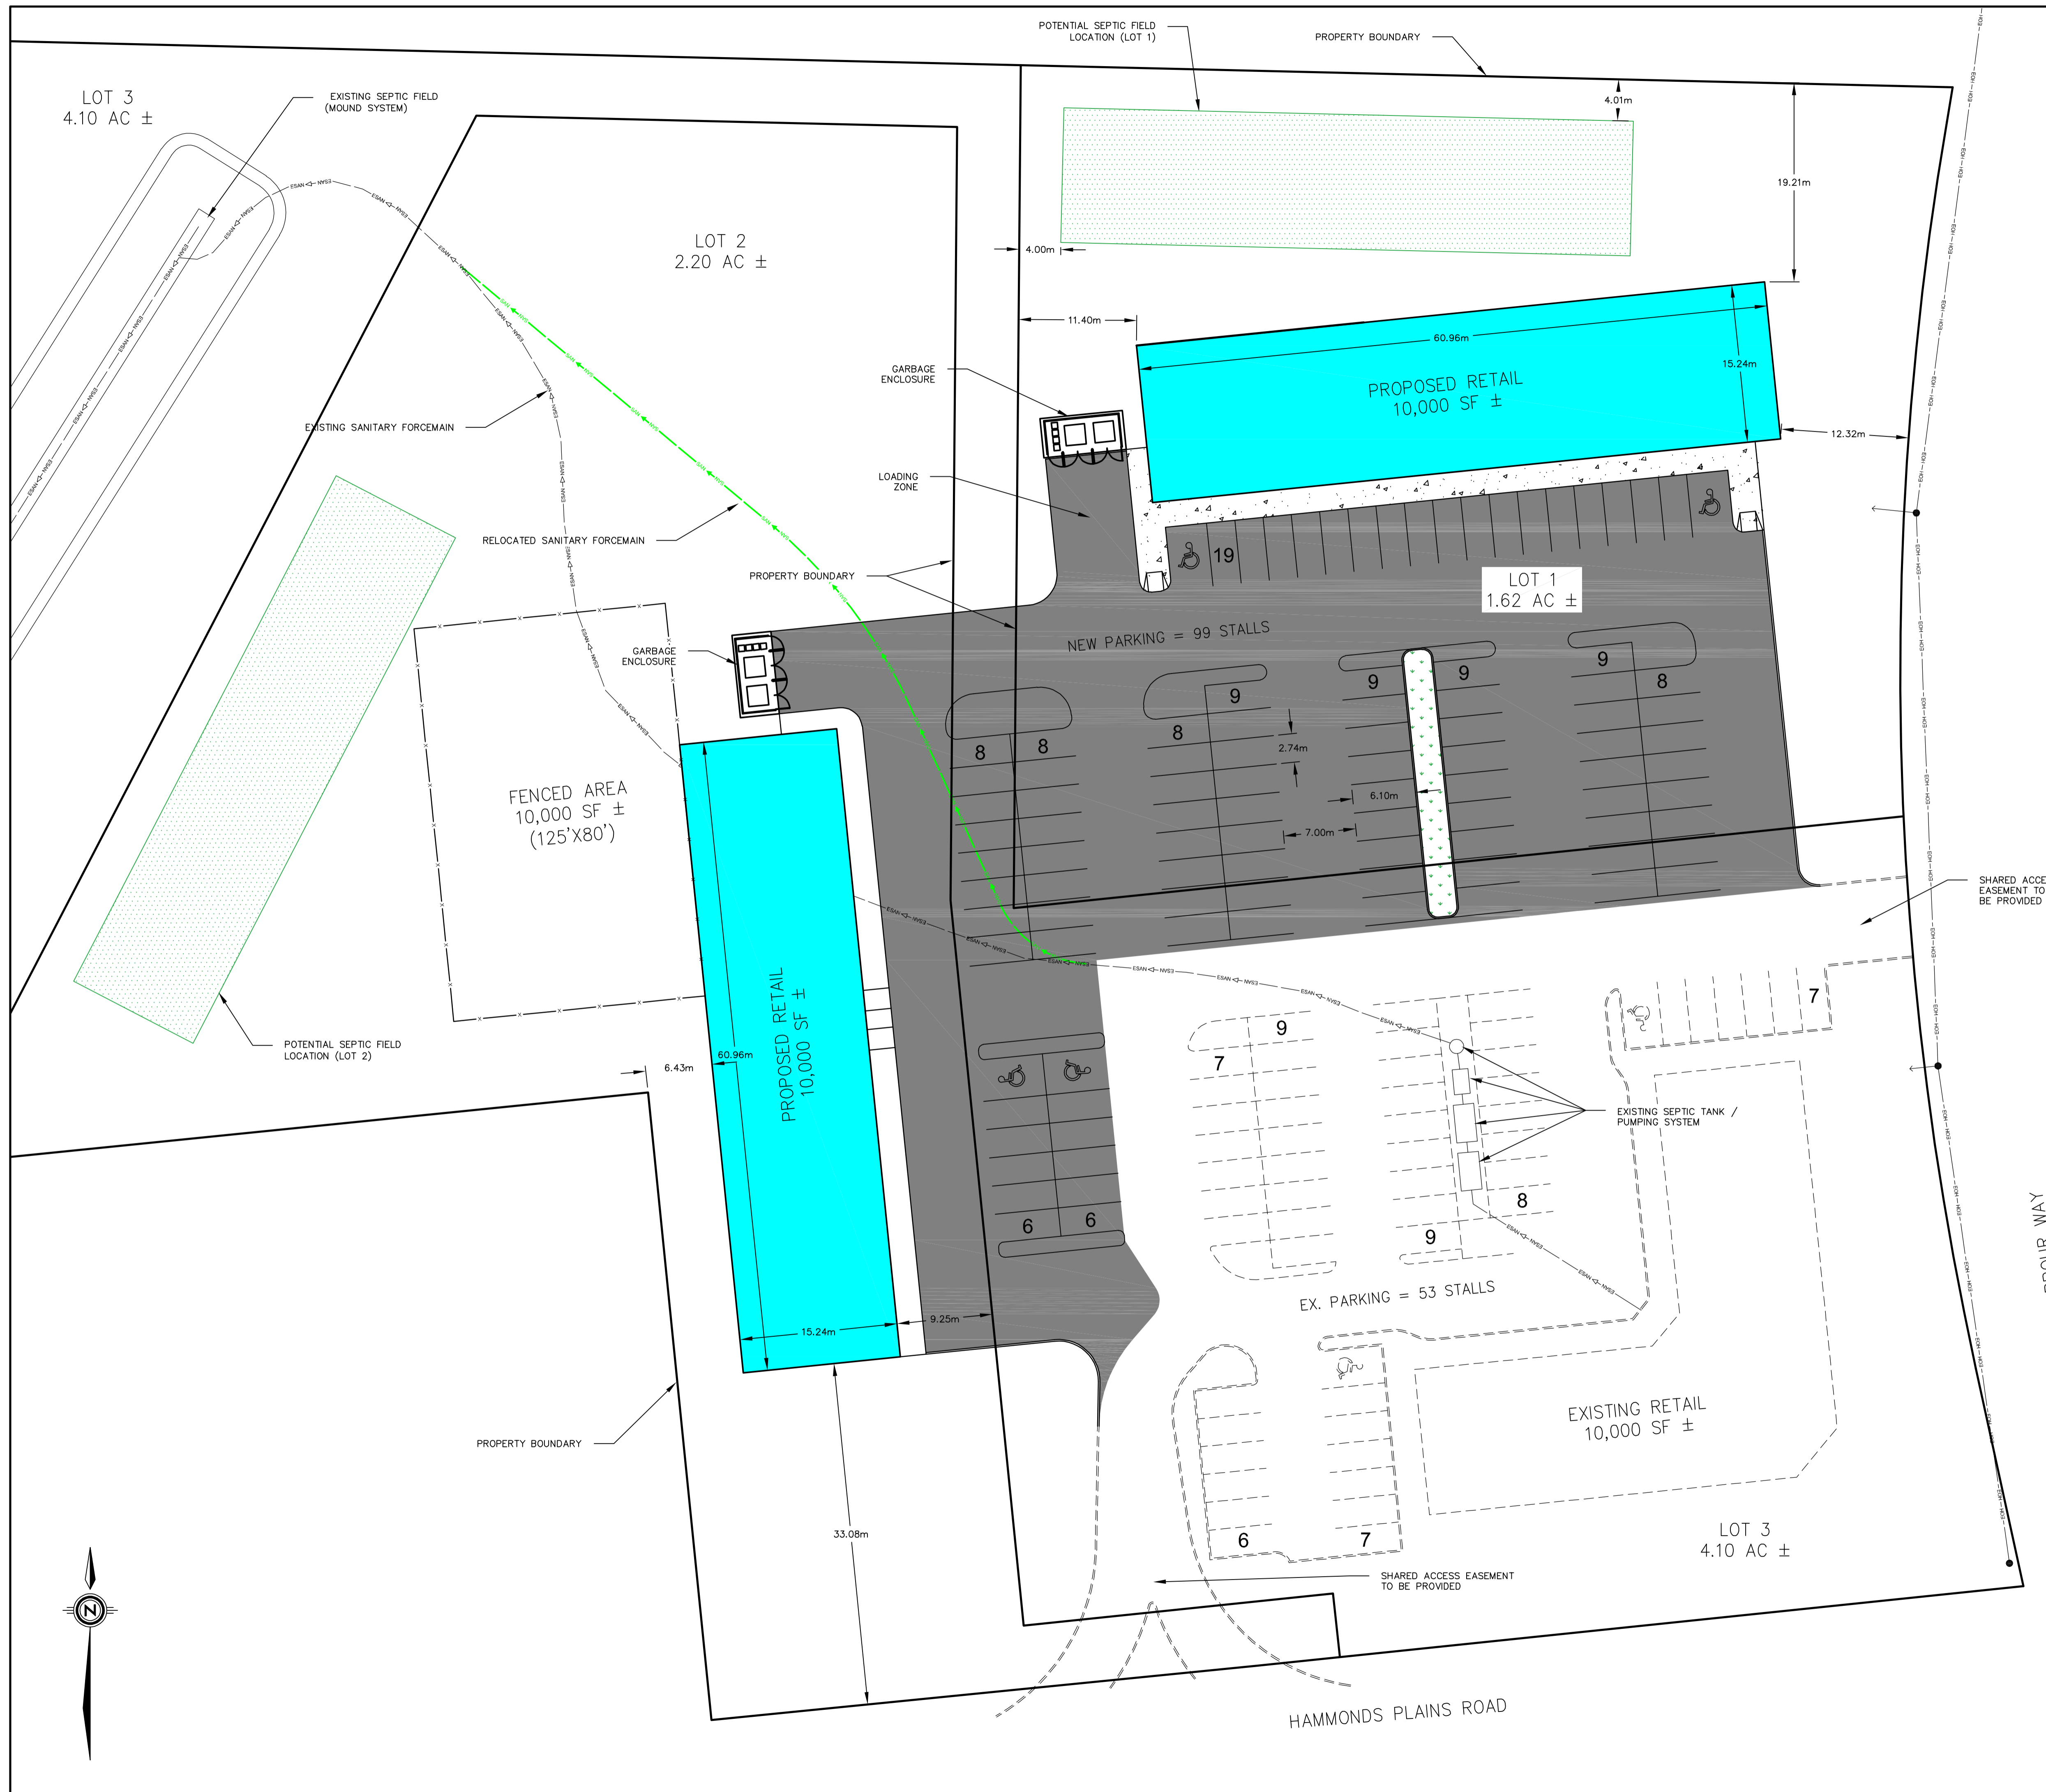 POTENTIAL SEPTIC FIELD
LOCATION (LOT 1)
PROPERTY BOUNDARY
LOT 3
4.10 AC ±
EXISTING SEPTIC FIELD
(MOUND SYSTEM)
4.01m
19.21m
LOT 2
2.20 AC ±
4.00m
11.40m
60.96m
15.24m
PROPOSED RETAIL
10,000 SF ±
GARBAGE
ENCLOSURE
EXISTING SANITARY FORCEMAIN
12.32m
LOADING
ZONE
RELOCATED SANITARY FORCEMAIN
19
PROPERTY BOUNDARY
LOT 1
1.62 AC ±
NEW PARKING = 99 STALLS
GARBAGE
ENCLOSURE
9
9
9
9
8
8
8
8
2.74m
6.10m
7.00m
FENCED AREA
10,000 SF ±
(125'X80')
SHARED ACCE
EASEMENT TO
BE PROVIDED
PROPOSED RETAIL
10,000 SF ±
60.96m
6.43m
POTENTIAL SEPTIC FIELD
LOCATION (LOT 2)
9
7
7
EXISTING SEPTIC TANK /
PUMPING SYSTEM
6
6
8
9
EX. PARKING = 53 STALLS
15.24m
9.25m
EXISTING RETAIL
10,000 SF ±
PROPERTY BOUNDARY
33.08m
6
7
LOT 3
4.10 AC ±
SHARED ACCESS EASEMENT
TO BE PROVIDED
N
HAMMONDS PLAINS ROAD
WAY
ESAN
SAN
EOH